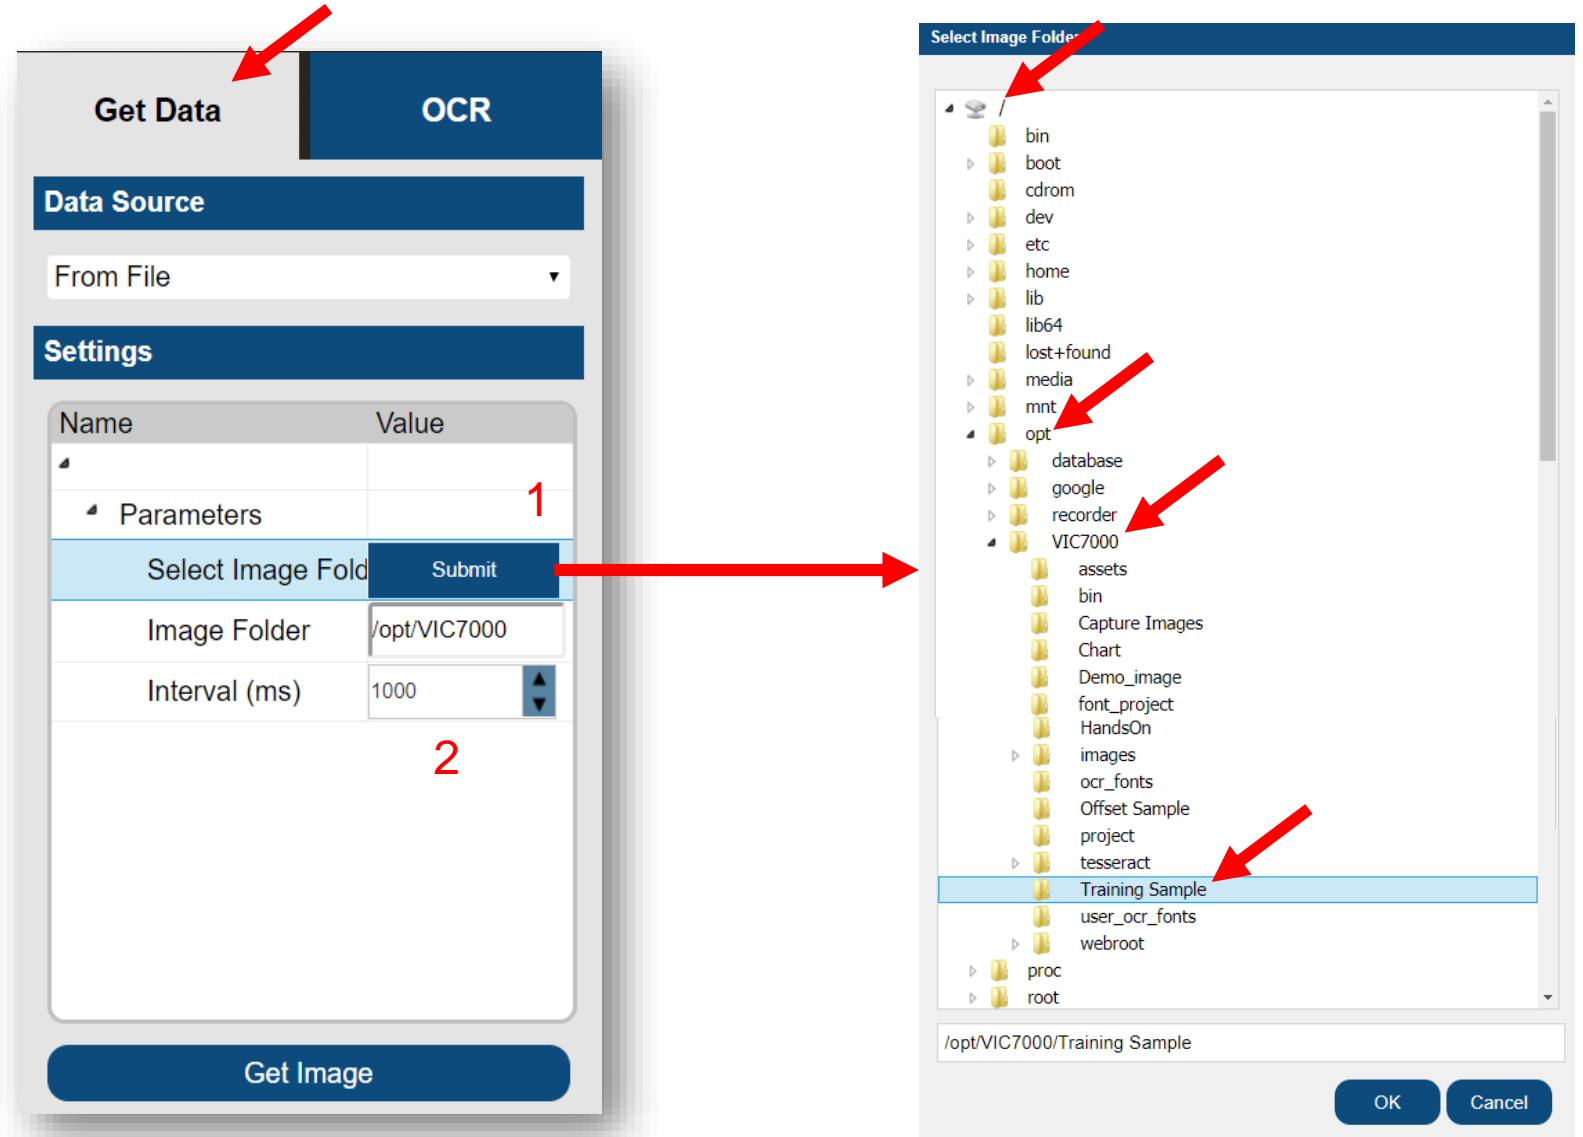 Get Data
OCR
Data Source
From File
Settings
Name Value
Parameters
1
Select Image Fold Submit
Image Folder /opt/VIC7000
Interval (ms) 1000
2
Get Image
Select Image Folder
/
bin
boot
cdrom
dev
etc
home
lib
lib64
lost+found
media
mnt
opt
database
google
recorder
VIC7000
assets
bin
Capture Images
Chart
Demo_image
font_project
HandsOn
images
ocr_fonts
Offset Sample
project
tesseract
Training Sample
user_ocr_fonts
webroot
proc
root
/opt/VIC7000/Training Sample
OK Cancel